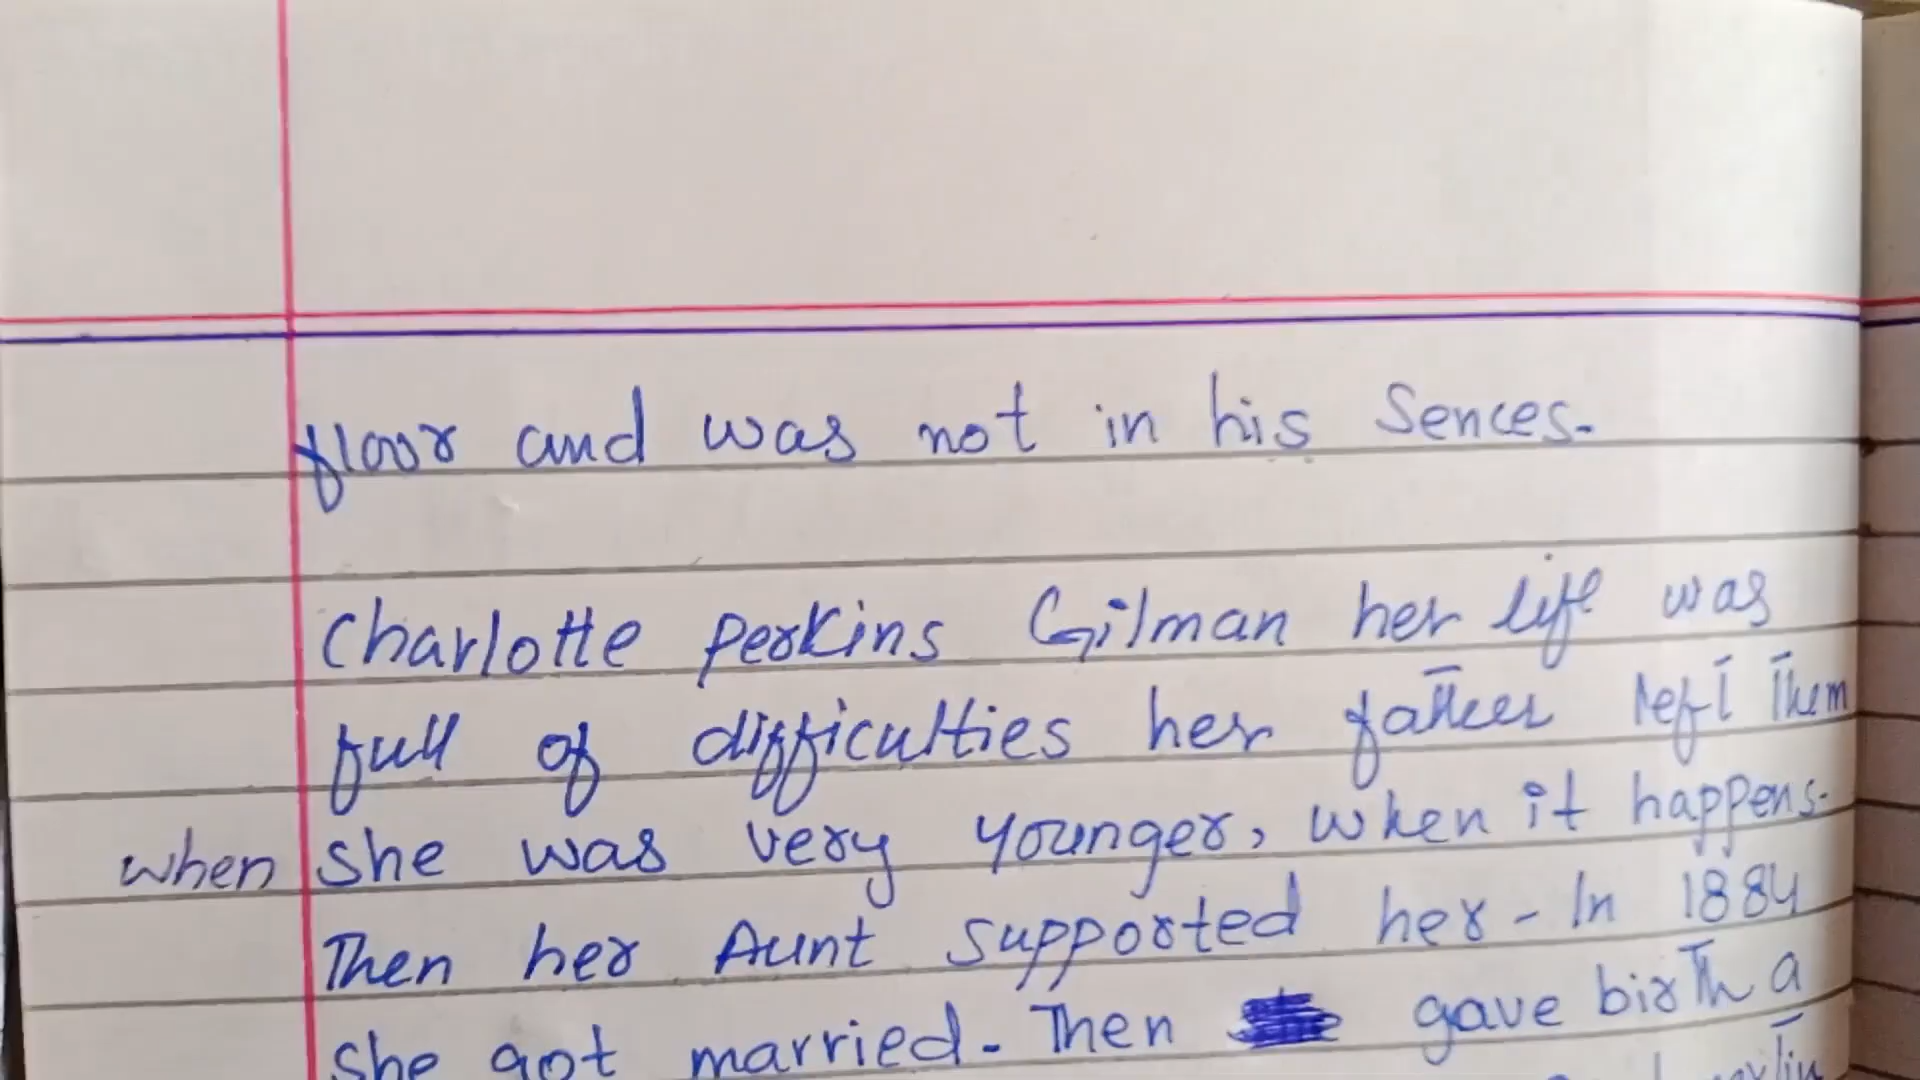 floor and was not in his Sences.
Charlotte perkins Gilman her life was
full of difficulties her father left Them
when she was very younger, when it happens.
Then her Aunt supported her - In 1884
she got married. Then gave birth a